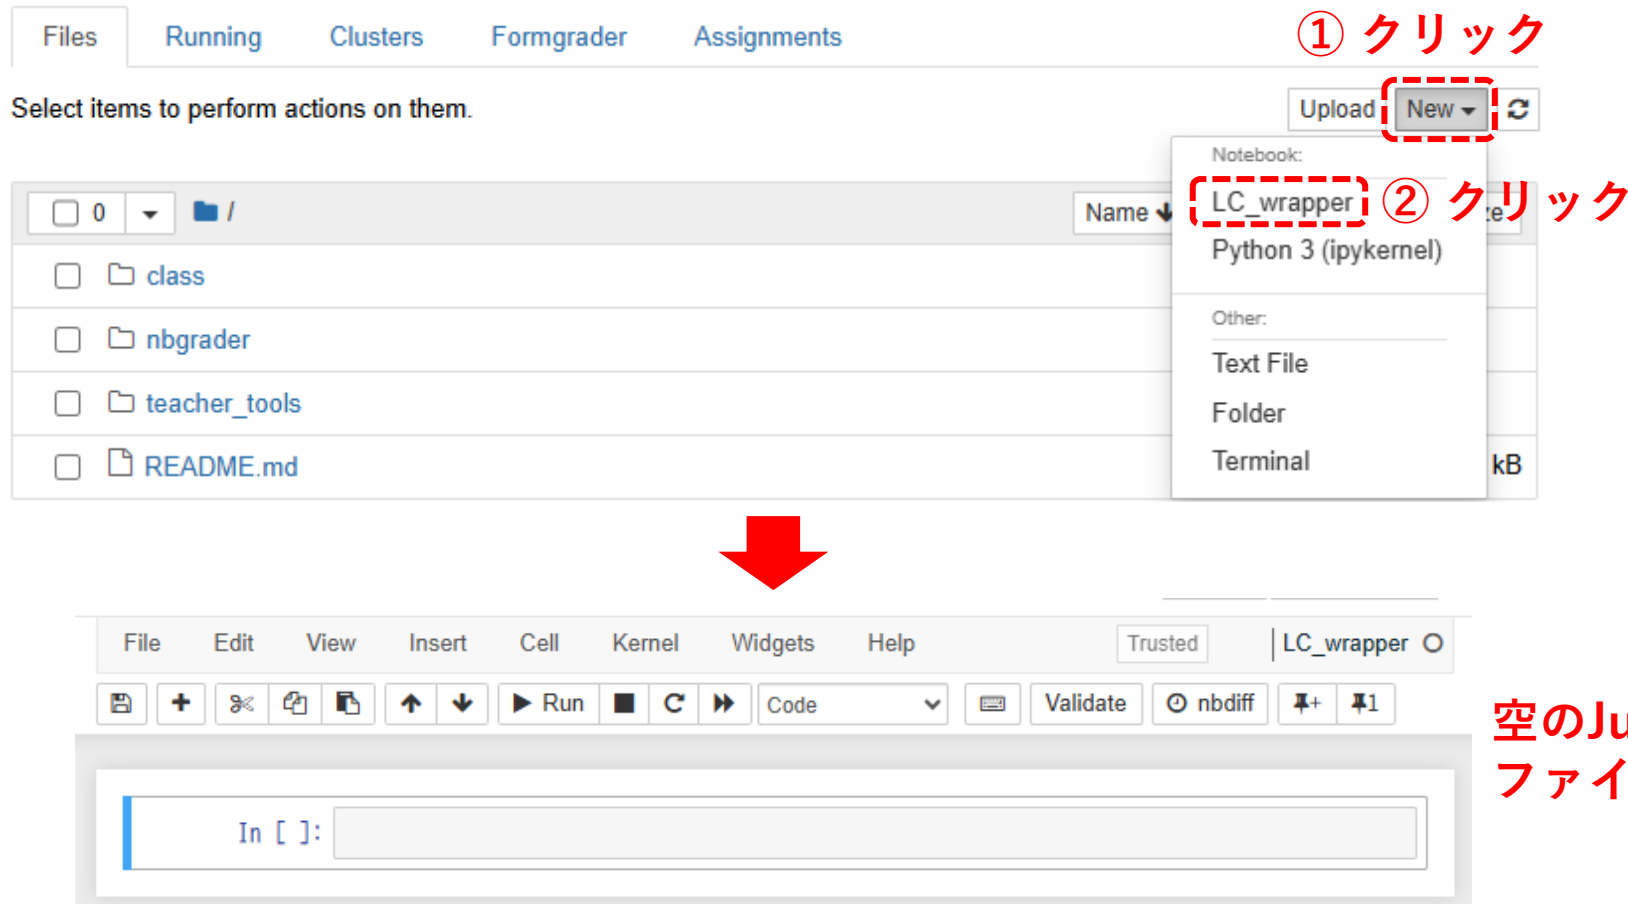 Files Running Clusters Formgrader Assignments
① クリック
Select items to perform actions on them.
Upload New
Notebook:
0 / Name LC_wrapper ② クリック
Python 3 (ipykernel)
class
nbgrader
Other:
Text File
teacher_tools
Folder
README.md
Terminal
kB
File Edit View Insert Cell Kernel Widgets Help Trusted LC_wrapper
Run Code Validate nbdiff + 1
空のJu
ファイ
In [ ]: